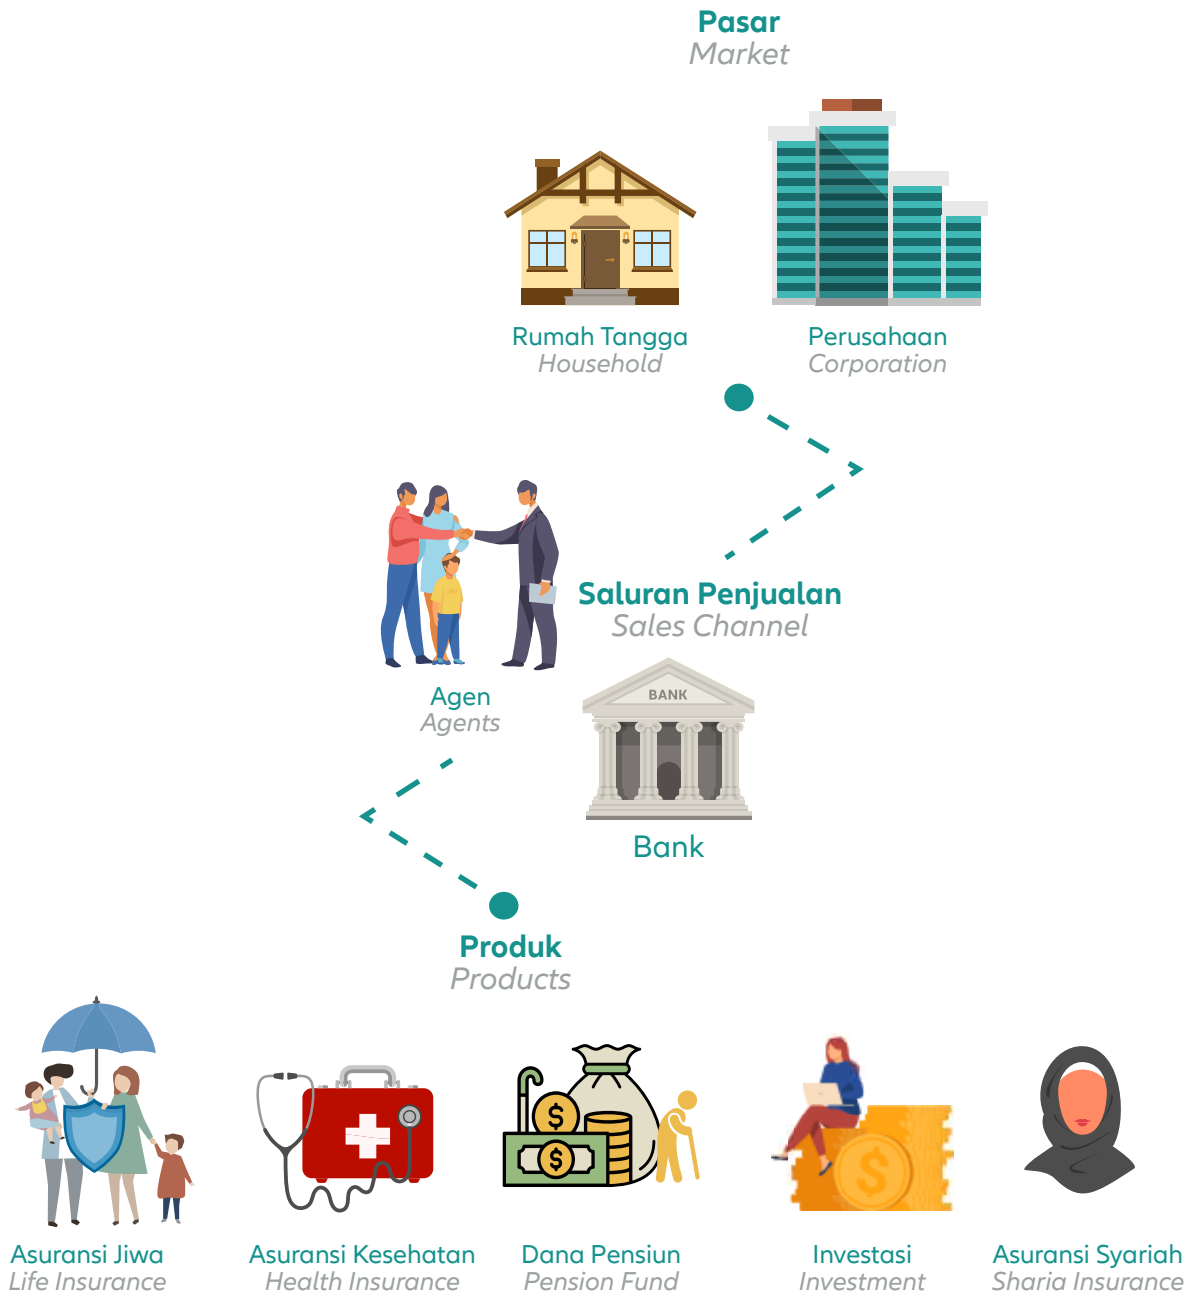 Pasar
Market
Rumah Tangga
Household
Perusahaan
Corporation
Saluran Penjualan
Sales Channel
Agen
Agents
BANK
Bank
Produk
Products
$
$
$
Asuransi Jiwa
Life Insurance
Asuransi Kesehatan
Health Insurance
Dana Pensiun
Pension Fund
Investasi
Investment
Asuransi Syariah
Sharia Insurance